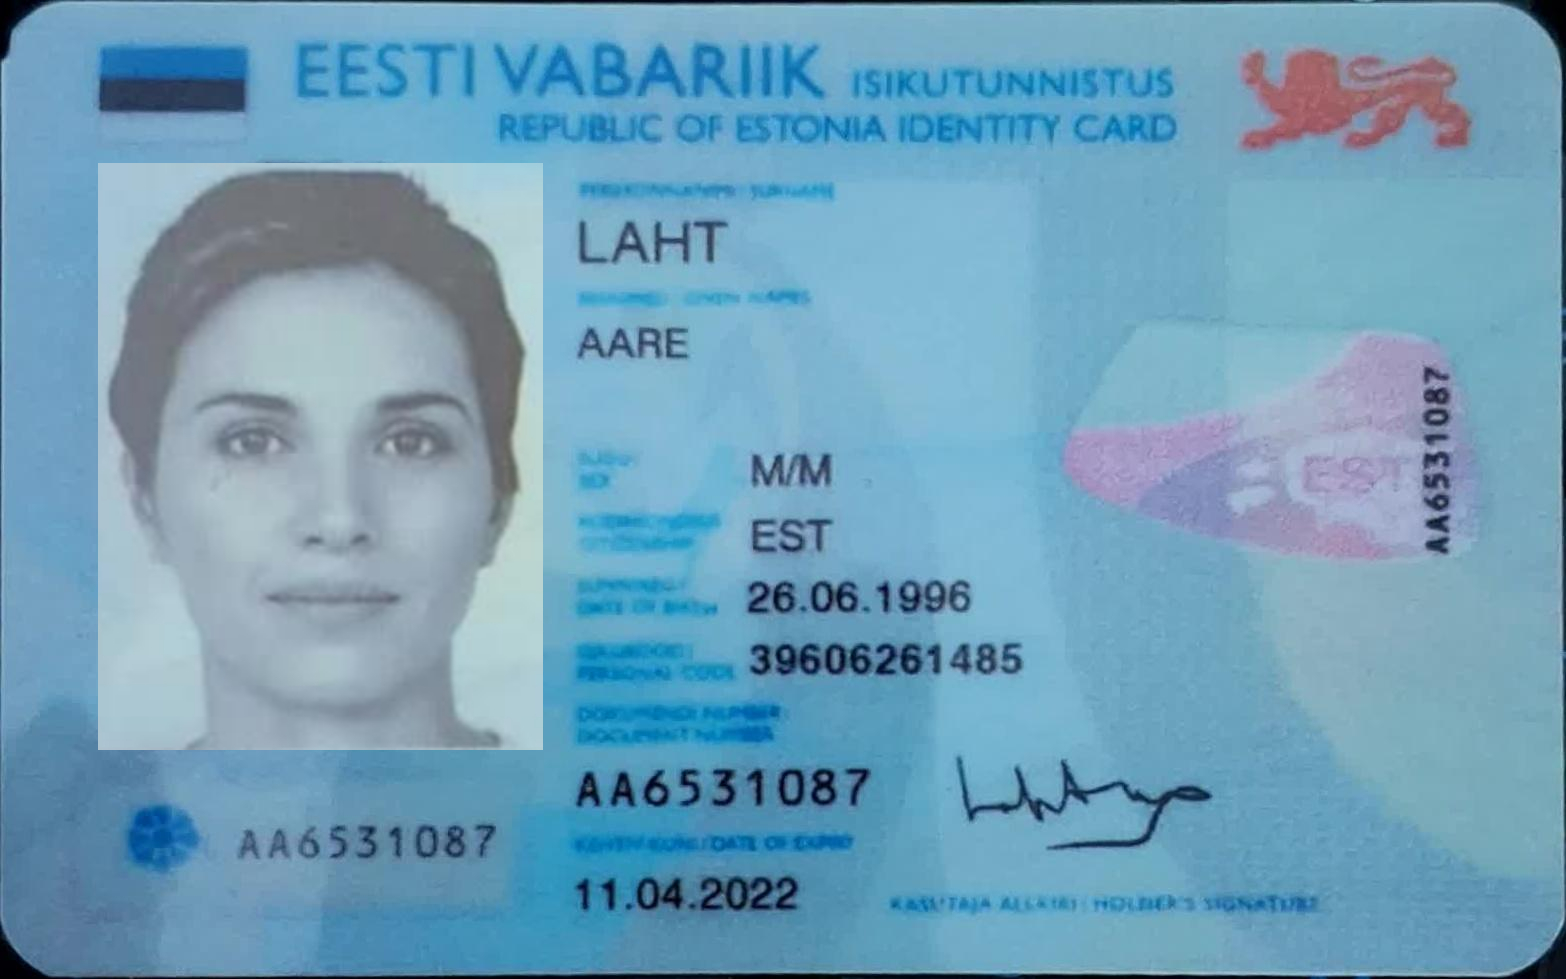 EESTI VABARIIK ISIKUTUNNISTUS
REPUBLIC OF ESTONIA IDENTITY CARD
PEREKONNANIMI / SURNAME
LAHT
EESNIMED / GIVEN NAMES
AARE
SUGU/
SEX
M/M
KODAKONDSUS/
CITIZENSHIP
EST
SÜNNIAEG/
DATE OF BIRTH
26.06.1996
ISIKUKOOD/
PERSONAL CODE
39606261485
DOKUMENDI NUMBER/
DOCUMENT NUMBER
AA6531087
KEHTIV KUNI / DATE OF EXPIRY
11.04.2022
KASUTAJA ALLKIRI / HOLDER'S SIGNATURE
AA6531087
EST
AA6531087